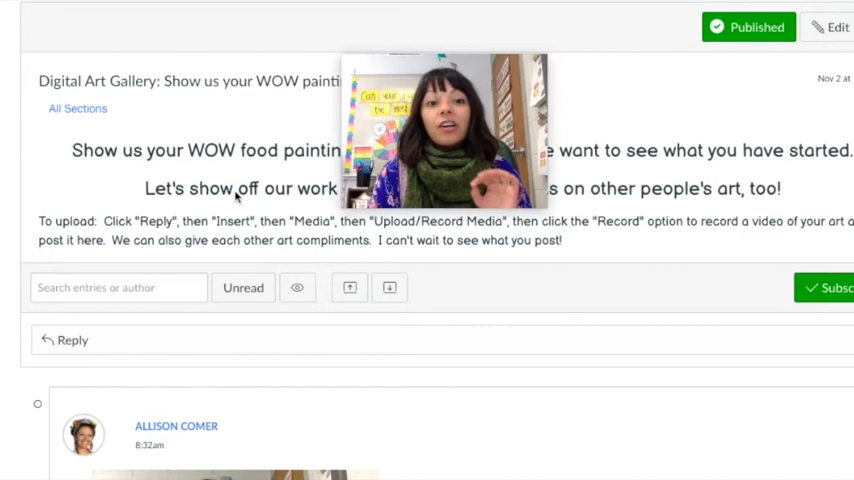 Published
Edit
Digital Art Gallery: Show us your WOW
Nov 2 at
All Sections
Show us your WOW food e want to see what you have started.
Let's show off our work s on other people's art, too!
To upload: Click "Reply", then "Insert", then "Media", then "Upload/Record Media", then click the "Record" option to record a video of your art
post it here. We can also give each other art compliments. I can't wait to see what you post!
Search entries or author
Unread
Reply
ALLISON COMER
8:32am
Can your